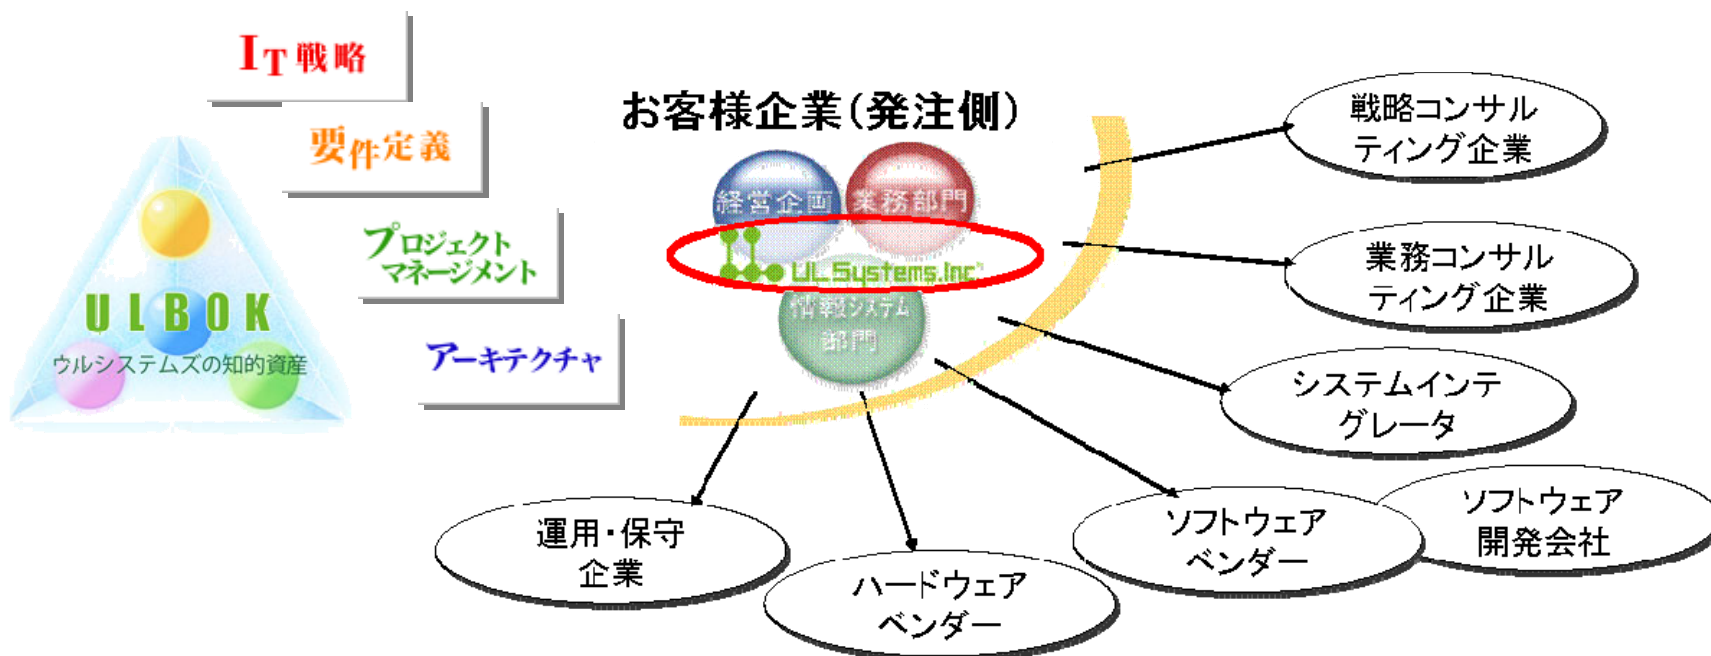 IT戦略
要件定義
プロジェクト
マネージメント
アーキテクチャ
ULBOK
ウルシステムズの知的資産
お客様企業(発注側)
経営企画
業務部門
UL Systems,Inc
情報システム
部門
戦略コンサル
ティング企業
業務コンサル
ティング企業
システムインテ
グレータ
ソフトウェア
開発会社
ソフトウェア
ベンダー
ハードウェア
ベンダー
運用・保守
企業